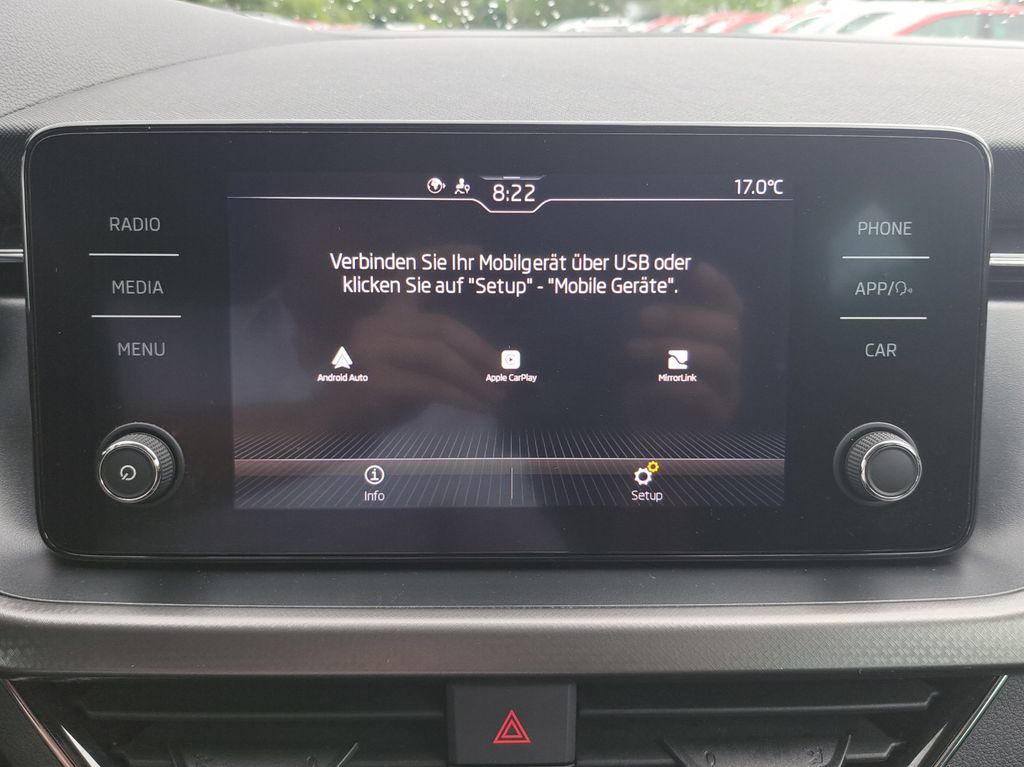 8:22
17.0°C
RADIO
MEDIA
MENU
Verbinden Sie Ihr Mobilgerät über USB oder
klicken Sie auf "Setup" - "Mobile Geräte".
Android Auto
Apple CarPlay
MirrorLink
Info
Setup
PHONE
APP/
CAR